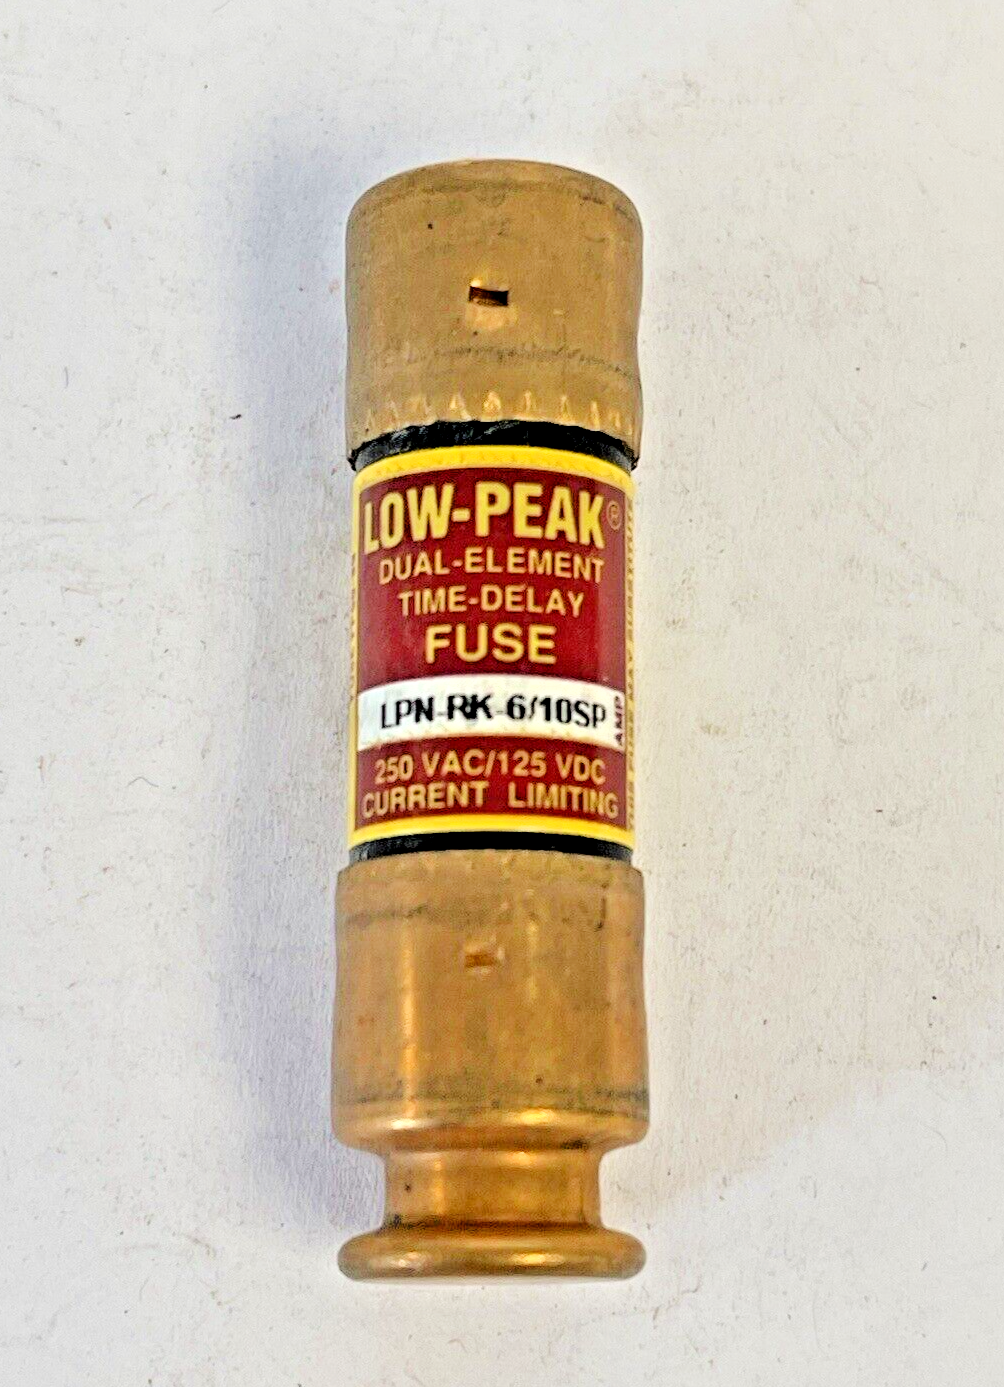 LOW-PEAK®
DUAL-ELEMENT
TIME-DELAY
FUSE
LPN-RK-6/10SP
AMP
250 VAC/125 VDC
CURRENT LIMITING